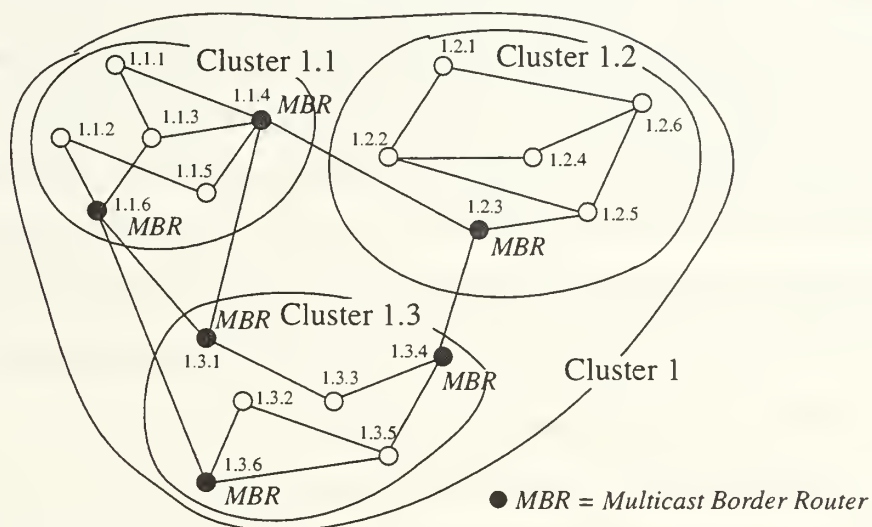 Cluster 1.1
1.1.1
1.1.4
MBR
1.1.2
1.1.3
1.1.5
1.1.6
MBR
Cluster 1.2
1.2.1
1.2.6
1.2.2
1.2.4
1.2.3
MBR
1.2.5
MBR
Cluster 1.3
1.3.1
1.3.4
MBR
1.3.3
1.3.2
1.3.5
1.3.6
MBR
Cluster 1
MBR = Multicast Border Router